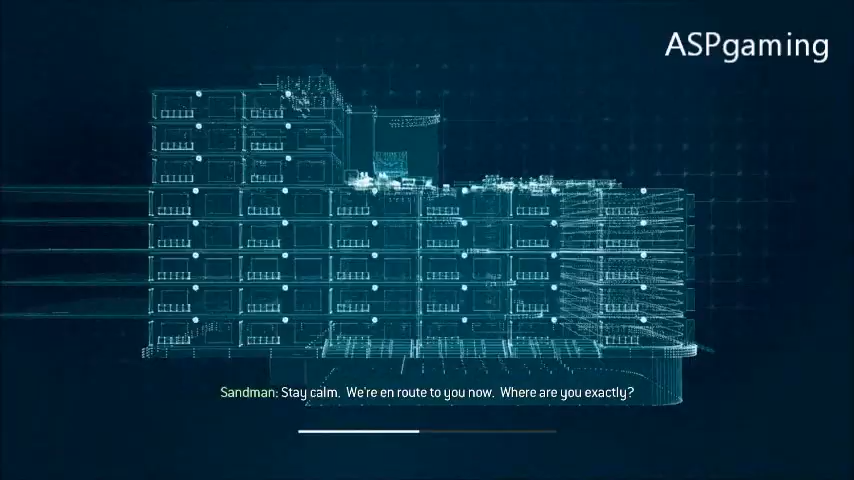 ASPgaming
Sandman: Stay calm. We're en route to you now. Where are you exactly?